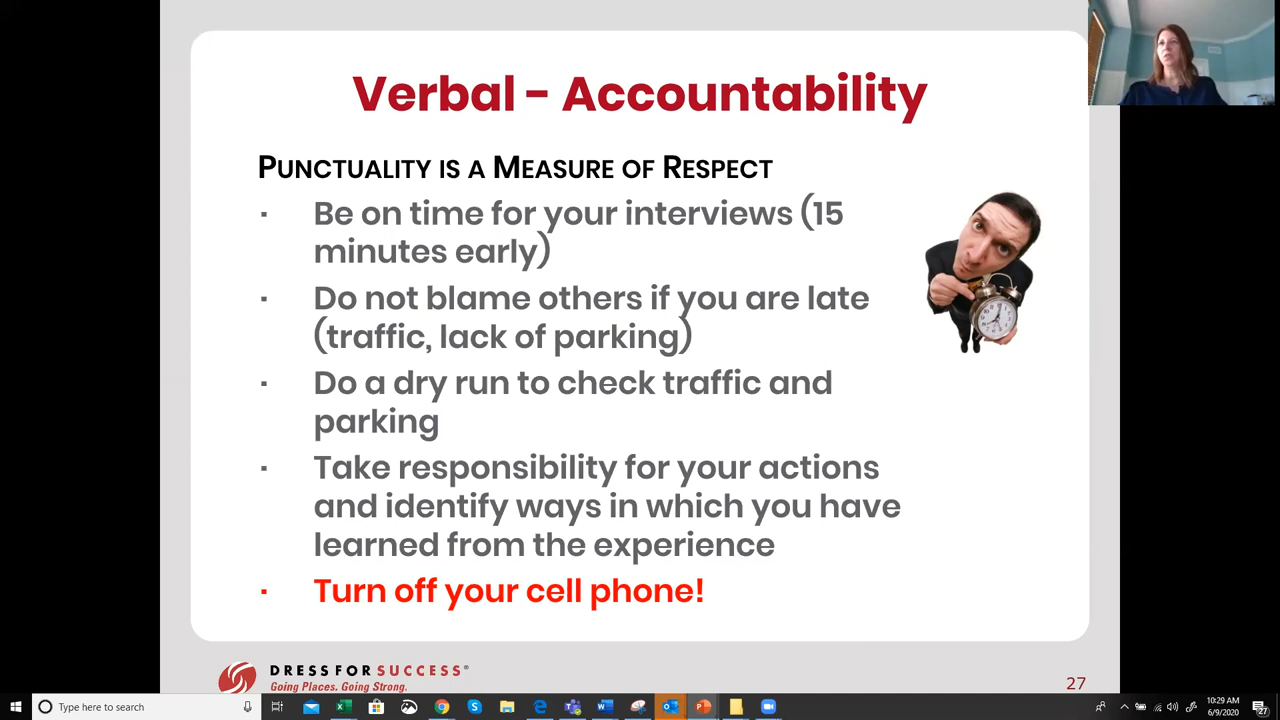 Verbal - Accountability
PUNCTUALITY IS A MEASURE OF RESPECT
▪ Be on time for your interviews (15
minutes early)
▪ Do not blame others if you are late
(traffic, lack of parking)
▪ Do a dry run to check traffic and
parking
▪ Take responsibility for your actions
and identify ways in which you have
learned from the experience
▪ Turn off your cell phone!
DRESS FOR SUCCESS®
Going Places. Going Strong.
27
Type here to search
10:29 AM
6/9/2020
27